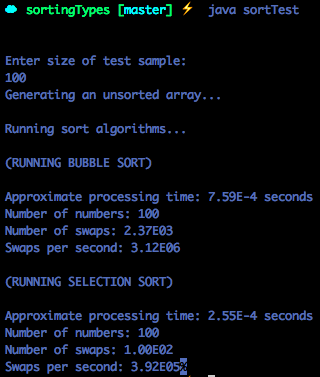 sortingTypes [master] ⚡ java sortTest
Enter size of test sample:
100
Generating an unsorted array...
Running sort algorithms...
(RUNNING BUBBLE SORT)
Approximate processing time: 7.59E-4 seconds
Number of numbers: 100
Number of swaps: 2.37E03
Swaps per second: 3.12E06
(RUNNING SELECTION SORT)
Approximate processing time: 2.55E-4 seconds
Number of numbers: 100
Number of swaps: 1.00E02
Swaps per second: 3.92E05%